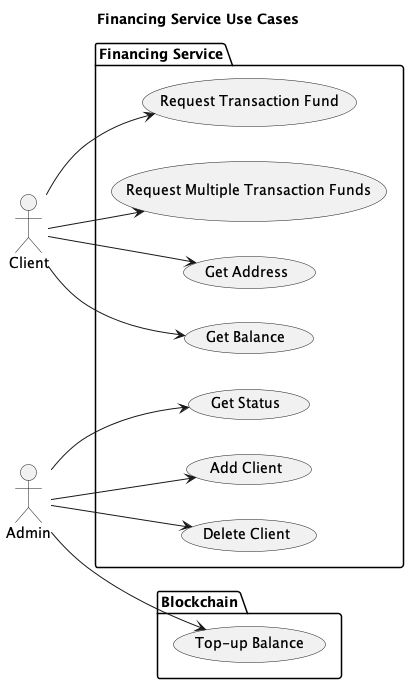 Financing Service Use Cases
Financing Service
Request Transaction Fund
Request Multiple Transaction Funds
Client
Get Address
Get Balance
Get Status
Add Client
Admin
Delete Client
Blockchain
Top-up Balance